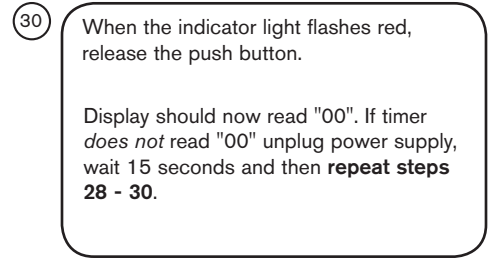 30
When the indicator light flashes red,
release the push button.
Display should now read "00". If timer
does not read "00" unplug power supply,
wait 15 seconds and then repeat steps
28 - 30.